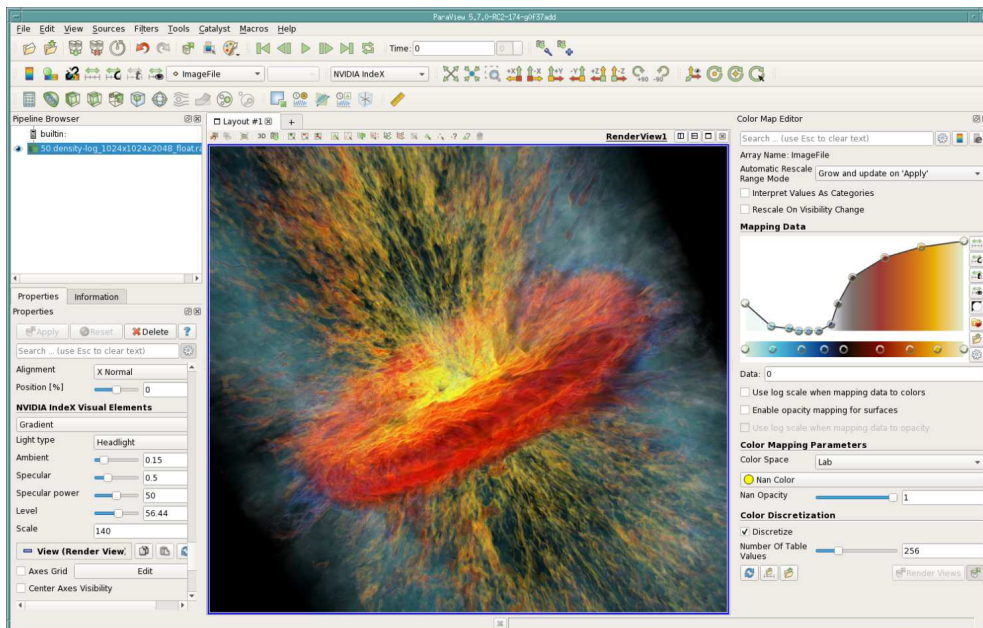 ParaView 5.7.0-RC2-174-g0f37add
File Edit View Sources Filters Tools Catalyst Macros Help
Time: 0 0
ImageFile NVIDIA IndeX +X -X +Y -Y +Z -Z +90 -90
Pipeline Browser
builtin:
50.density-log_1024x1024x2048_float.ra
Properties Information
Properties
Apply Reset Delete ?
Search ... (use Esc to clear text)
Alignment X Normal
Position [%] 0
NVIDIA IndeX Visual Elements
Gradient
Light type Headlight
Ambient 0.15
Specular 0.5
Specular power 50
Level 56.44
Scale 140
View (Render View)
Axes Grid Edit
Center Axes Visibility
Layout #1 +
3D RenderView1
Color Map Editor
Search ... (use Esc to clear text)
Array Name: ImageFile
Automatic Rescale
Range Mode Grow and update on 'Apply'
Interpret Values As Categories
Rescale On Visibility Change
Mapping Data
Data: 0
Use log scale when mapping data to colors
Enable opacity mapping for surfaces
Use log scale when mapping data to opacity
Color Mapping Parameters
Color Space Lab
Nan Color
Nan Opacity 1
Color Discretization
Discretize
Number Of Table
Values 256
Render Views